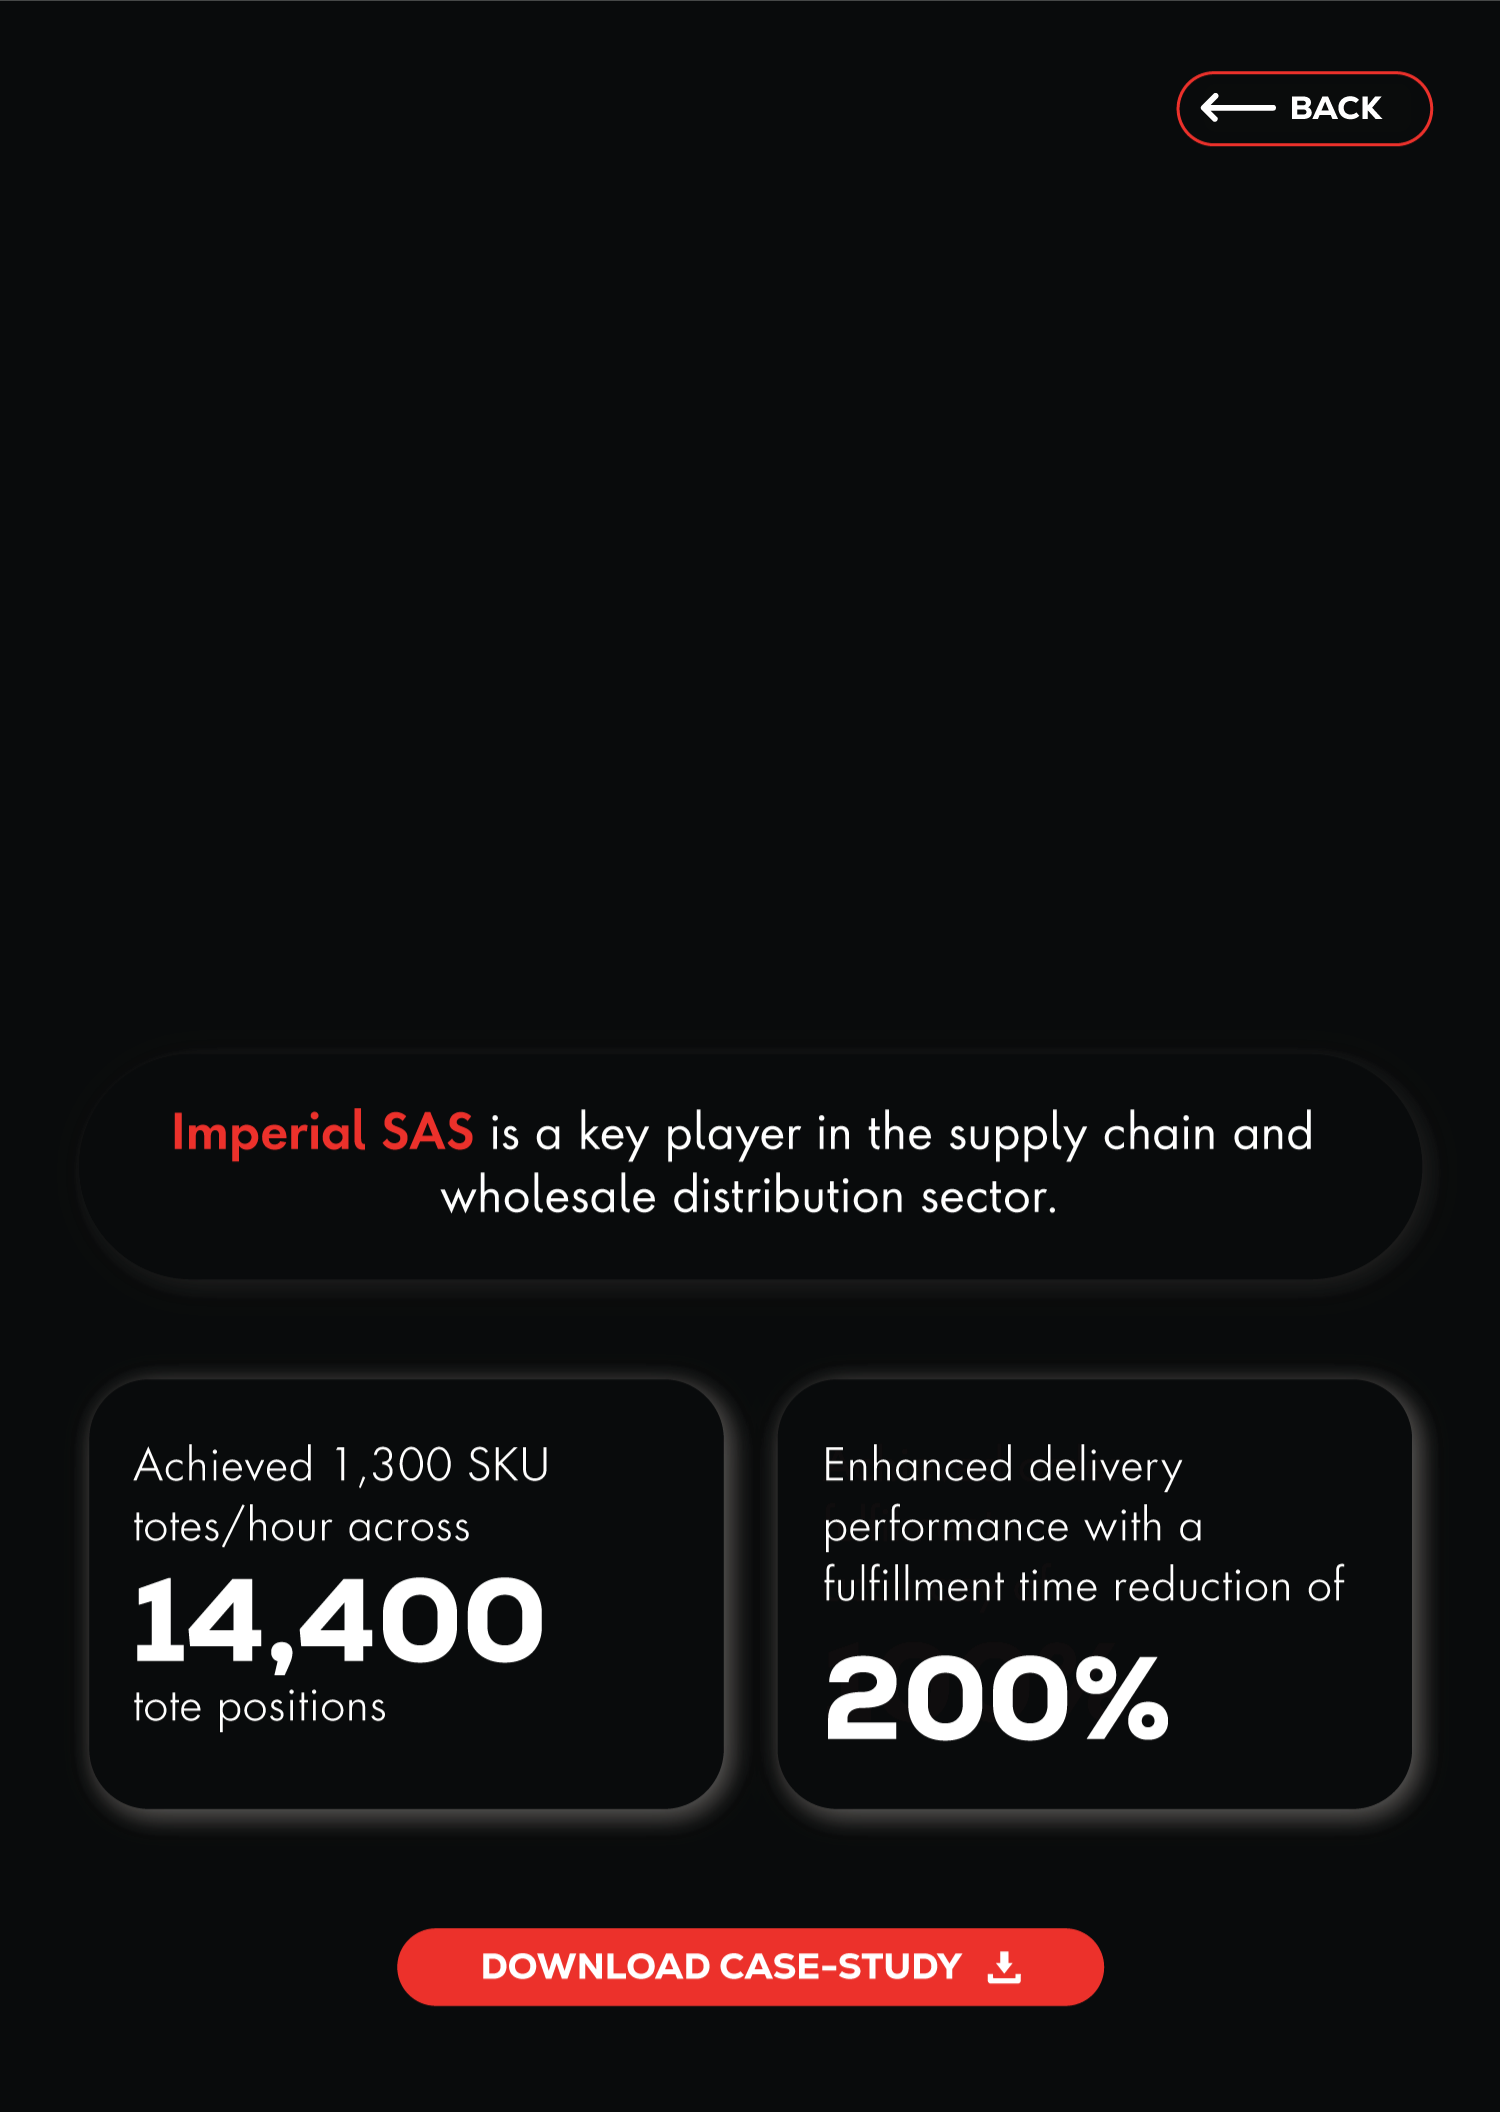 BACK
Imperial SAS is a key player in the supply chain and
wholesale distribution sector.
Achieved 1,300 SKU
totes/hour across
14,400
tote positions
Enhanced delivery
performance with a
fulfillment time reduction of
200%
DOWNLOAD CASE-STUDY